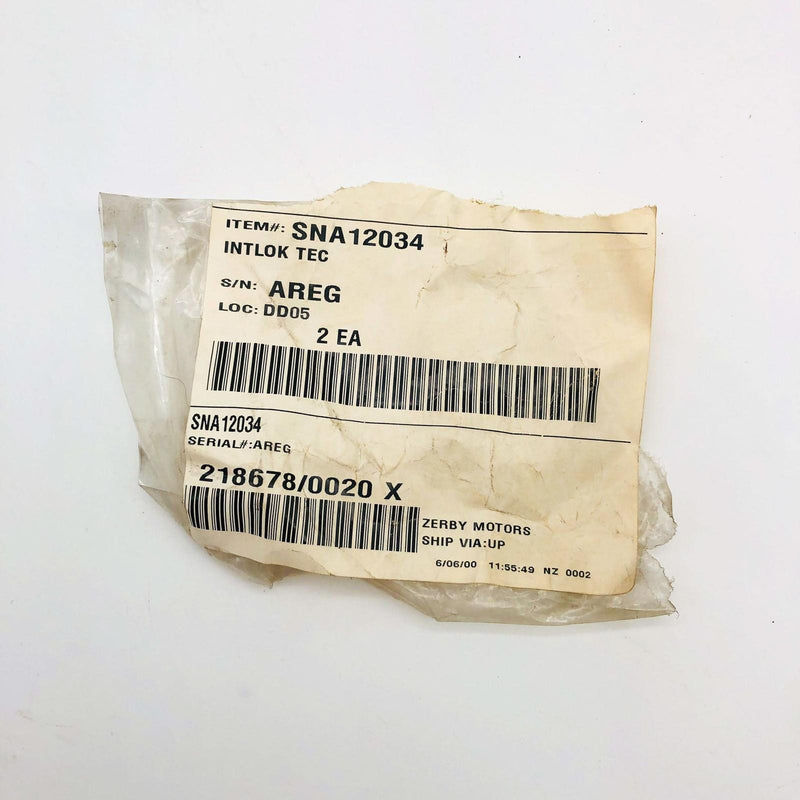 ITEM#: SNA12034
INTLOK TEC
S/N: AREG
LOC: DD05
2 EA
SNA12034
SERIAL#:AREG
218678/0020 X
ZERBY MOTORS
SHIP VIA:UP
6/06/00 11:55:49 NZ 0002